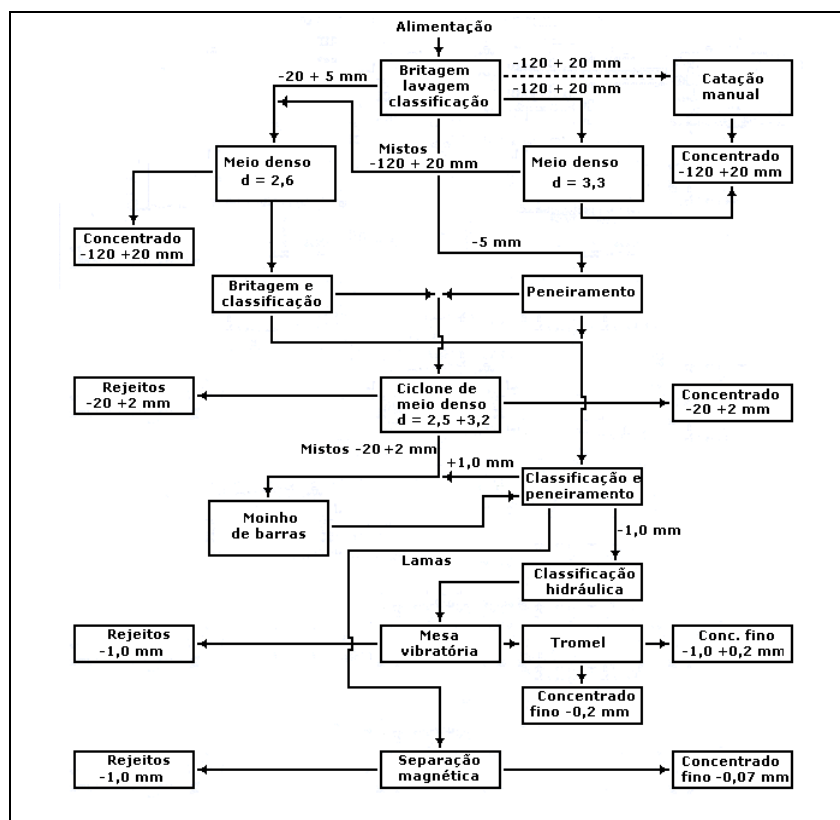 Alimentação
Britagem
lavagem
classificação
-20 + 5 mm
-120 + 20 mm
-120 + 20 mm
Catação
manual
Mistos
-120 + 20 mm
Meio denso
d = 2,6
Meio denso
d = 3,3
Concentrado
-120 +20 mm
Concentrado
-120 +20 mm
-5 mm
Britagem e
classificação
Peneiramento
Rejeitos
-20 +2 mm
Ciclone de
meio denso
d = 2,5 +3,2
Concentrado
-20 +2 mm
Mistos -20 +2 mm
+1,0 mm
Classificação e
peneiramento
Moinho
de barras
-1,0 mm
Lamas
Classificação
hidráulica
Rejeitos
-1,0 mm
Mesa
vibratória
Tromel
Conc. fino
-1,0 +0,2 mm
Concentrado
fino -0,2 mm
Rejeitos
-1,0 mm
Separação
magnética
Concentrado
fino -0,07 mm